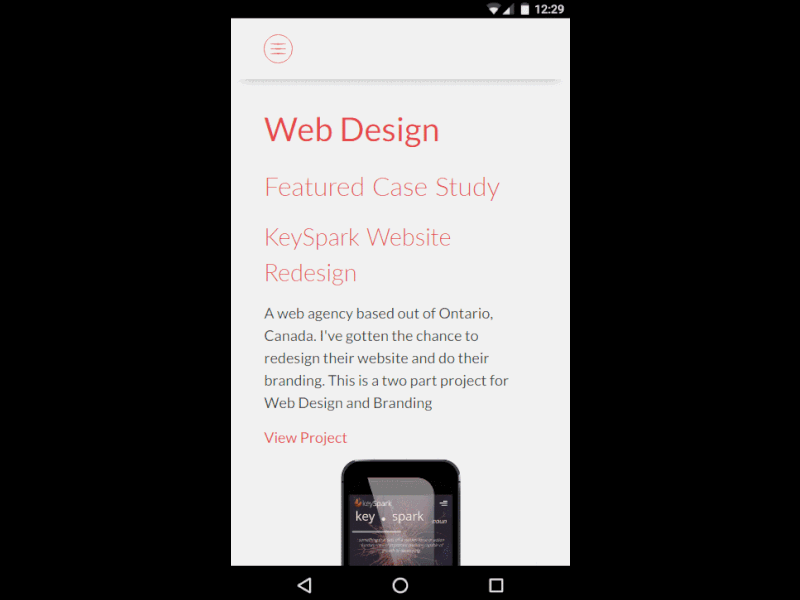 12:29
Web Design
Featured Case Study
KeySpark Website
Redesign
A web agency based out of Ontario,
Canada. I've gotten the chance to
redesign their website and do their
branding. This is a two part project for
Web Design and Branding
View Project
keySpark
key . spark
noun